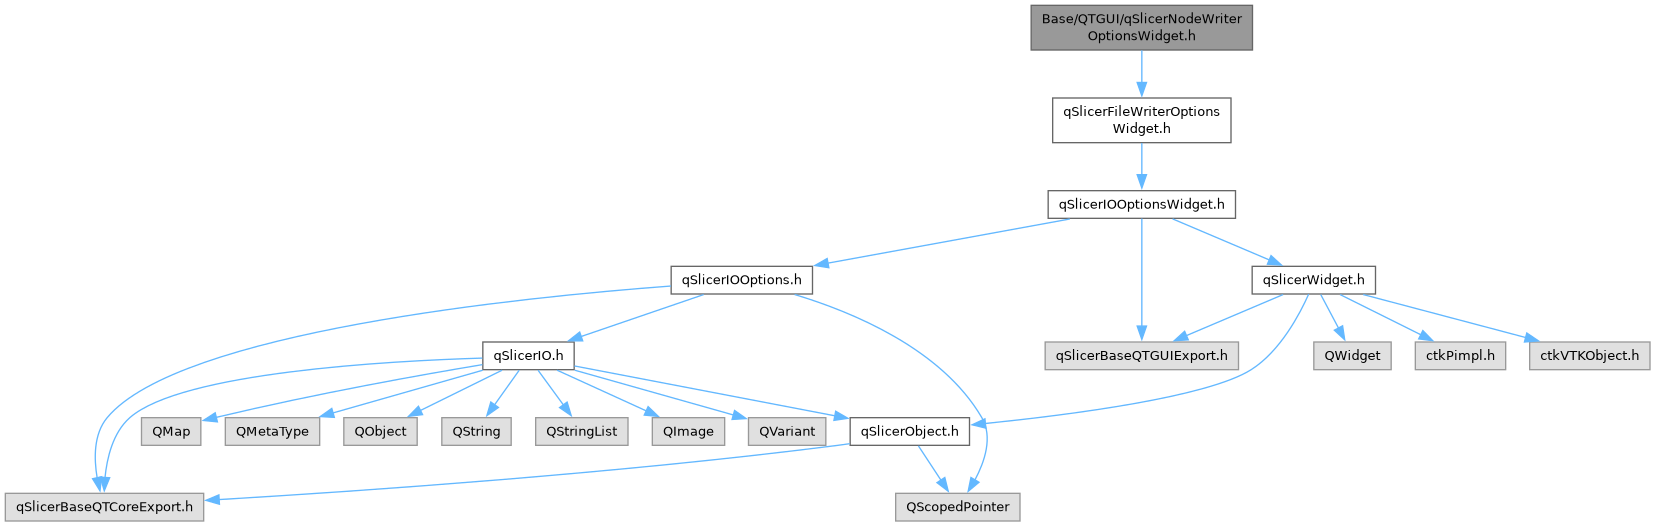 Base/QTGUI/qSlicerNodeWriter
OptionsWidget.h
qSlicerFileWriterOptions
Widget.h
qSlicerIOOptionsWidget.h
qSlicerIOOptions.h
qSlicerWidget.h
qSlicerIO.h
qSlicerBaseQTGUIExport.h
QWidget
ctkPimpl.h
ctkVTKObject.h
QMap
QMetaType
QObject
QString
QStringList
QImage
QVariant
qSlicerObject.h
qSlicerBaseQTCoreExport.h
QScopedPointer